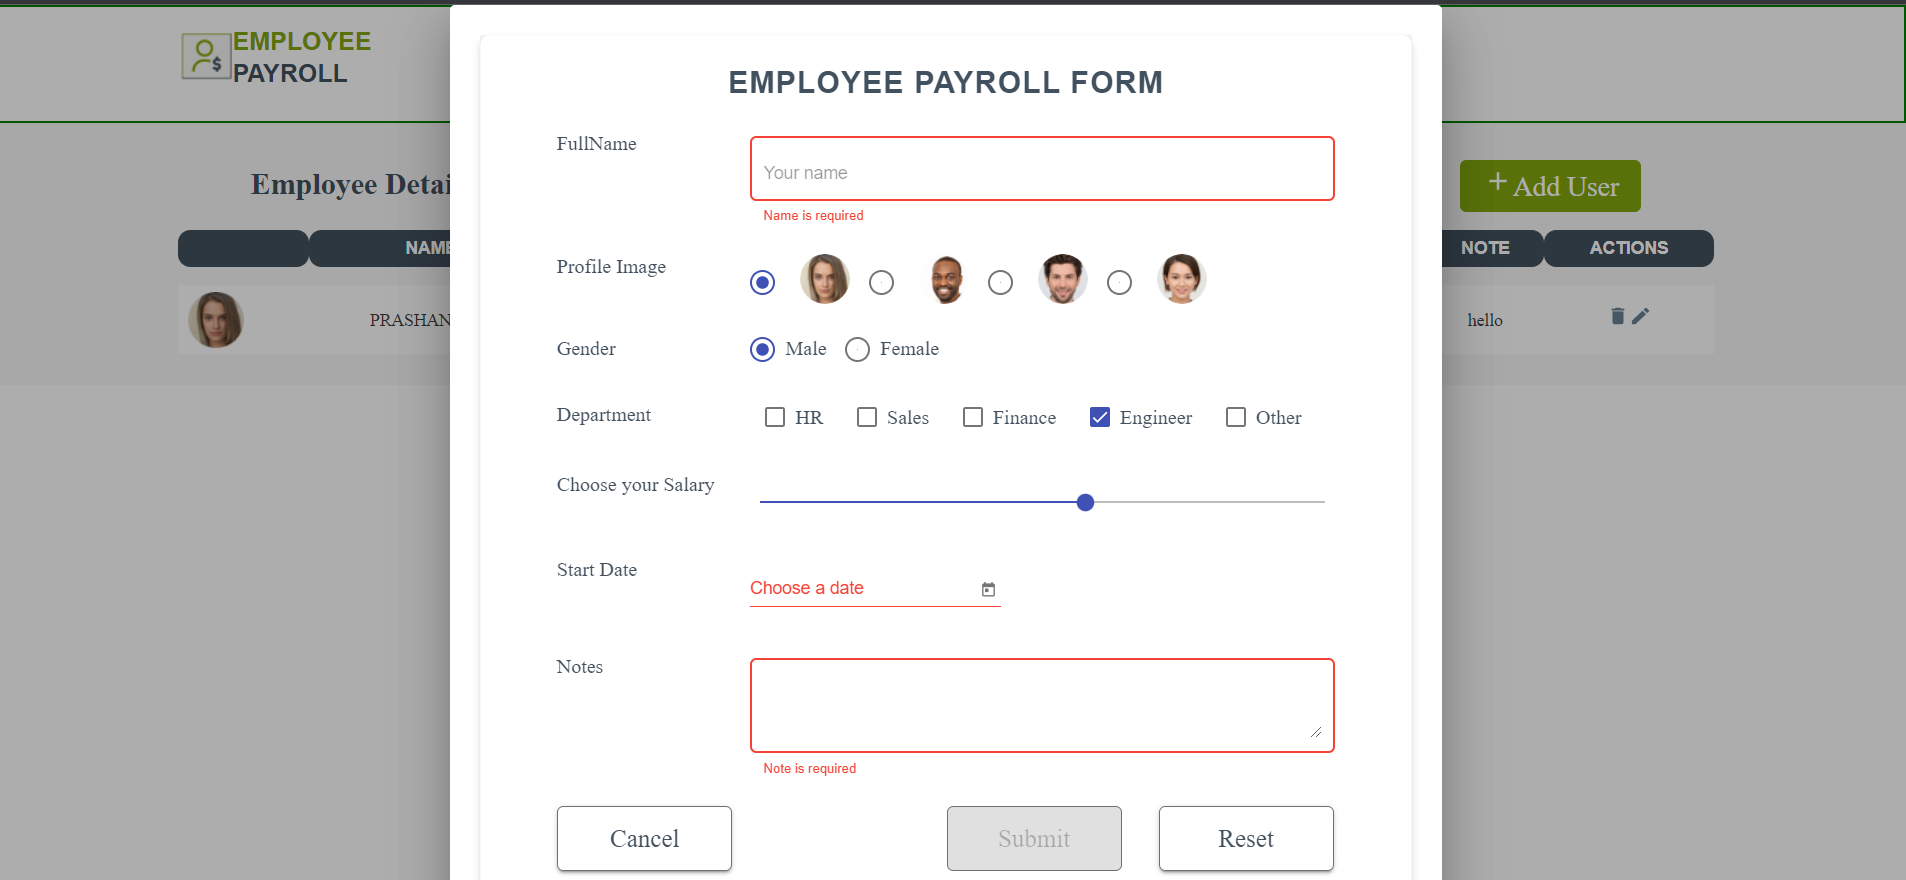 EMPLOYEE
PAYROLL
EMPLOYEE PAYROLL FORM
FullName
Your name
Name is required
Employee Detai
+ Add User
NAME
NOTE
ACTIONS
Profile Image
PRASHAN
hello
Gender
Male
Female
Department
HR
Sales
Finance
Engineer
Other
Choose your Salary
Start Date
Choose a date
Notes
Note is required
Cancel
Submit
Reset